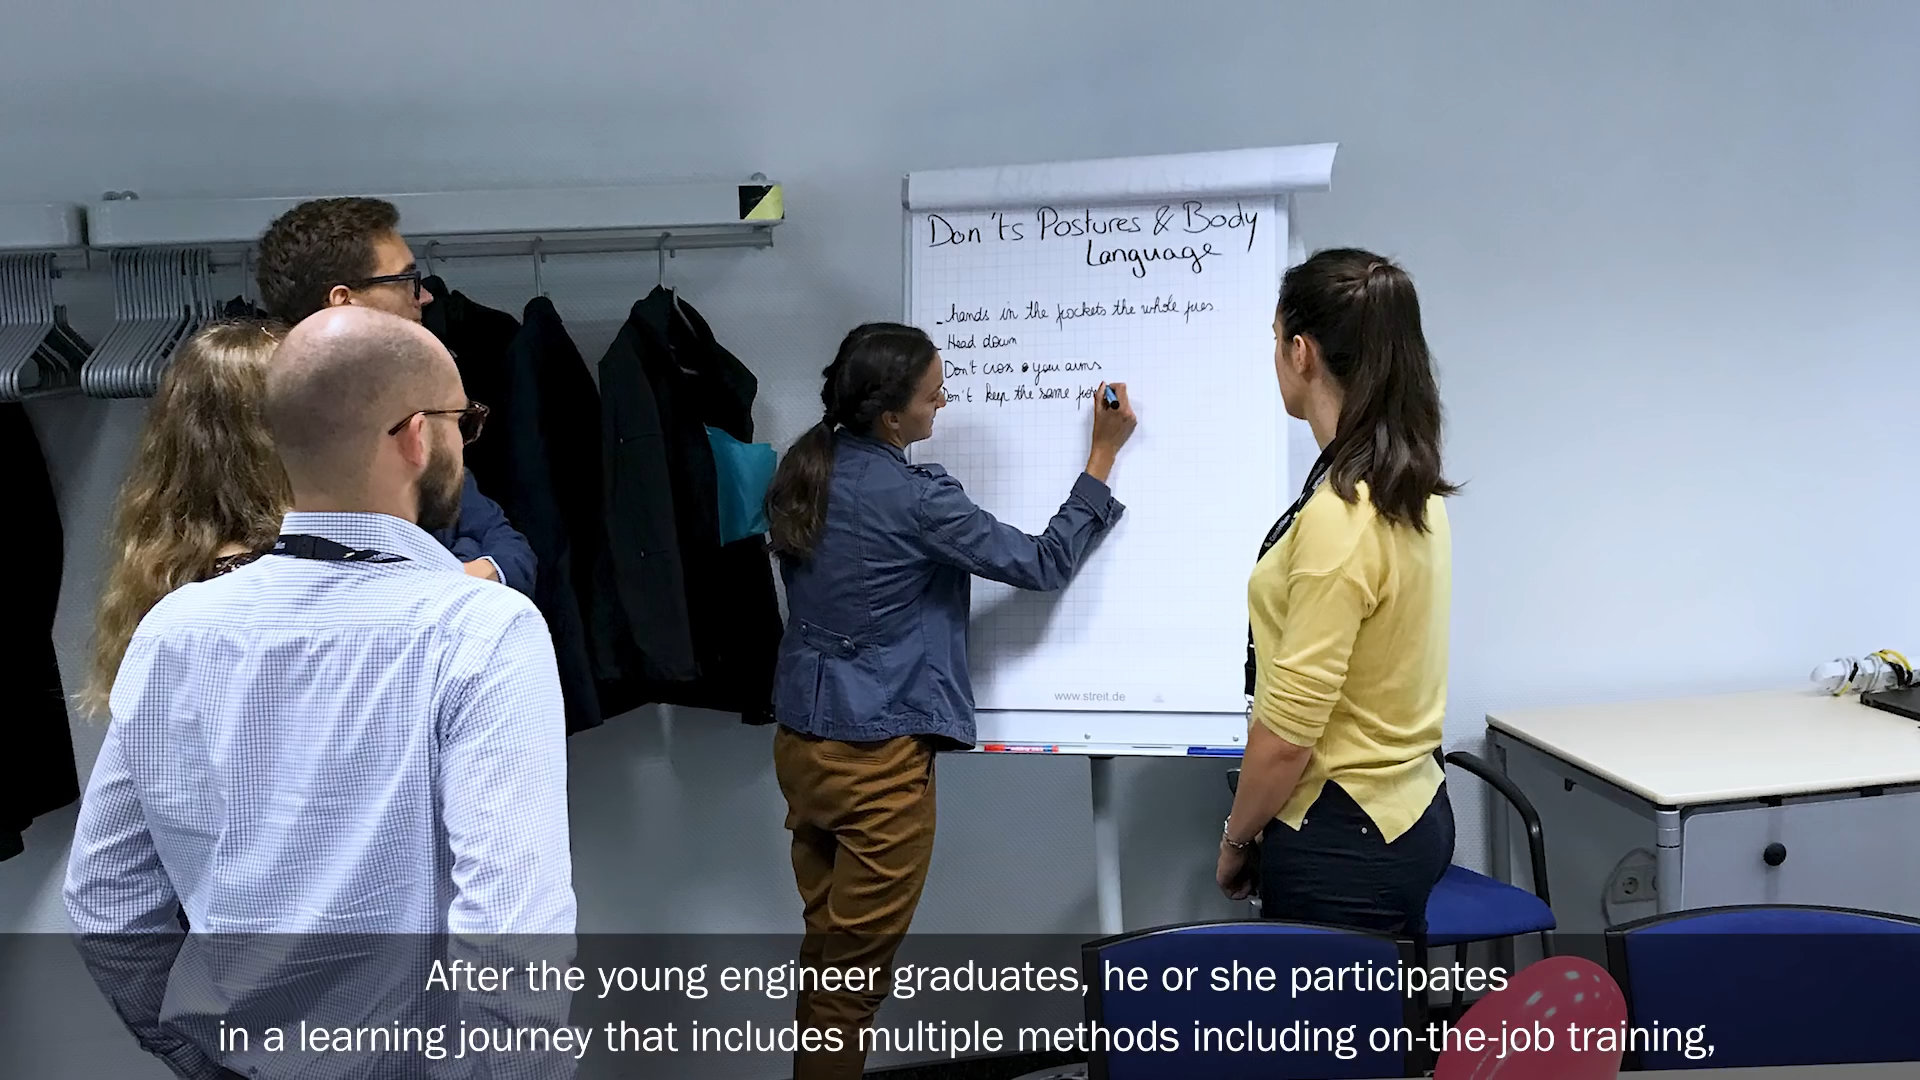 Don'ts Postures & Body
Language
- hands in the pockets the whole pres.
- Head down
Don't cross your arms
Don't keep the same pos
www.streit.de
After the young engineer graduates, he or she participates
in a learning journey that includes multiple methods including on-the-job training,